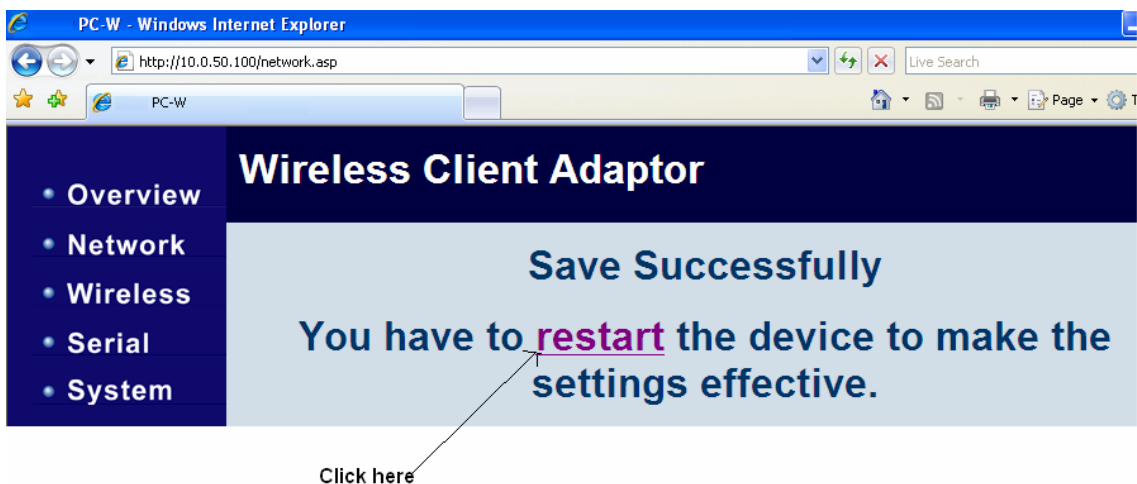 PC-W - Windows Internet Explorer
http://10.0.50.100/network.asp
Live Search
PC-W
Page
Wireless Client Adaptor
Overview
Network
Wireless
Serial
System
Save Successfully
You have to restart the device to make the
settings effective.
Click here